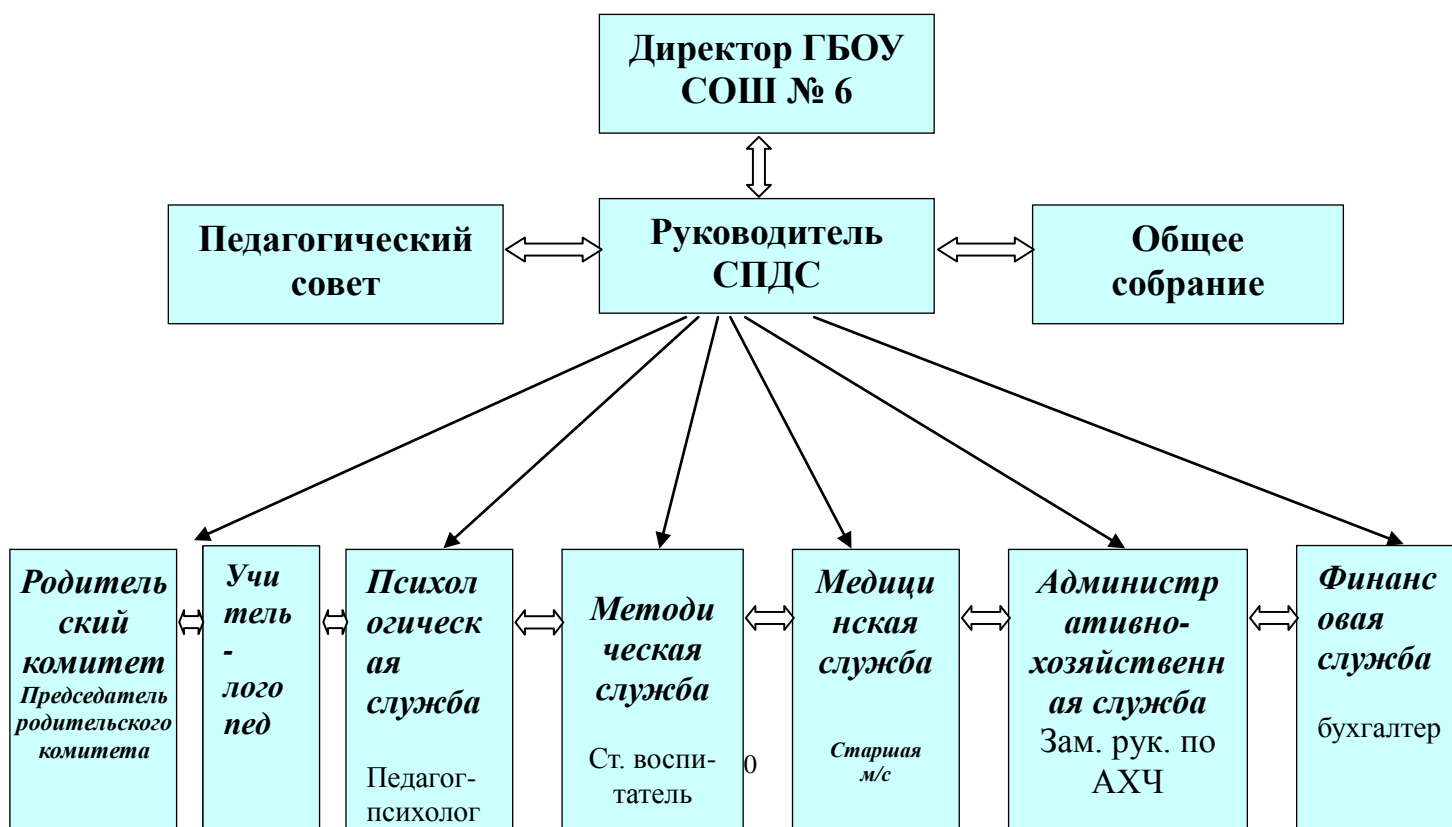 Директор ГБОУ
СОШ № 6
Педагогический
совет
Руководитель
СПДС
Общее
собрание
Родитель
ский
комитет
Председатель
родительского
комитета
Учи
тель
-
лого
пед
Психол
огическ
ая
служба
Педагог-
психолог
Методи
ческая
служба
Ст. воспи-
татель
0
Медици
нская
служба
Старшая
м/с
Администр
ативно-
хозяйственн
ая служба
Зам. рук. по
АХЧ
Финанс
овая
служба
бухгалтер